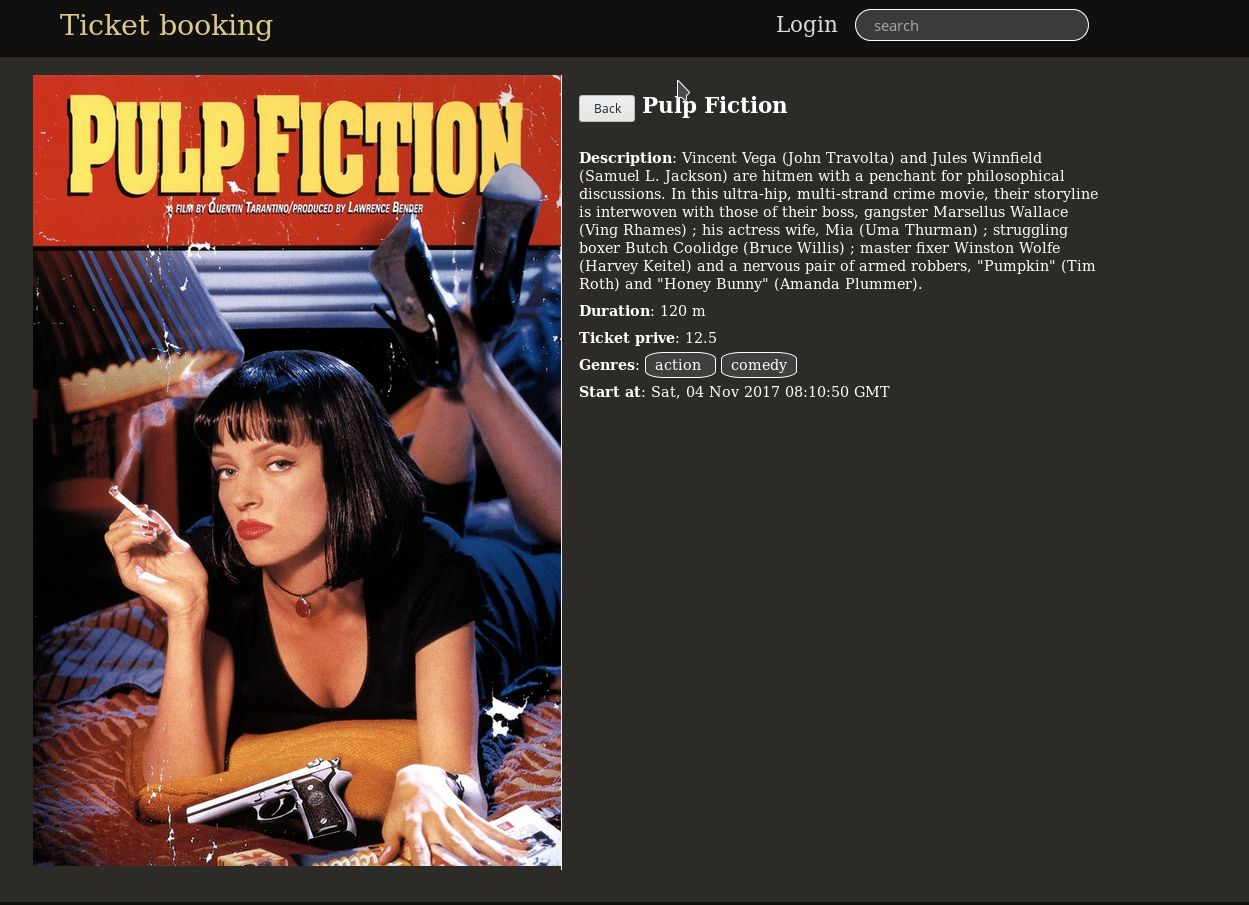 Ticket booking
Login
search
PULP FICTION
A FILM BY QUENTIN TARANTINO/PRODUCED BY LAWRENCE BENDER
Back
Pulp Fiction
Description: Vincent Vega (John Travolta) and Jules Winnfield
(Samuel L. Jackson) are hitmen with a penchant for philosophical
discussions. In this ultra-hip, multi-strand crime movie, their storyline
is interwoven with those of their boss, gangster Marsellus Wallace
(Ving Rhames) ; his actress wife, Mia (Uma Thurman) ; struggling
boxer Butch Coolidge (Bruce Willis) ; master fixer Winston Wolfe
(Harvey Keitel) and a nervous pair of armed robbers, "Pumpkin" (Tim
Roth) and "Honey Bunny" (Amanda Plummer).
Duration: 120 m
Ticket prive: 12.5
Genres: action comedy
Start at: Sat, 04 Nov 2017 08:10:50 GMT